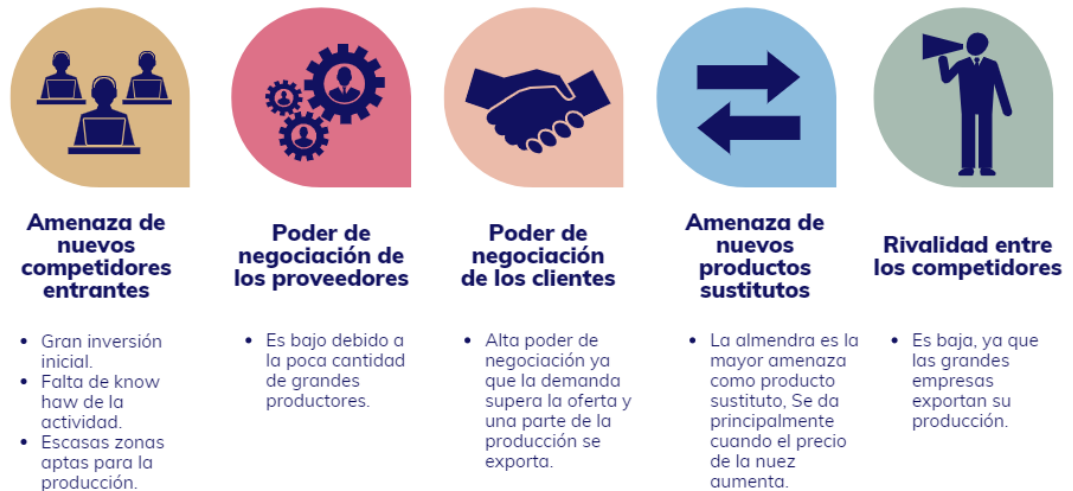 Amenaza de
nuevos
competidores
entrantes
• Gran inversión
inicial.
• Falta de know
haw de la
actividad.
• Escasas zonas
aptas para la
producción.
Poder de
negociación de
los proveedores
• Es bajo debido a
la poca cantidad
de grandes
productores.
Poder de
negociación
de los clientes
• Alta poder de
negociación ya
que la demanda
supera la oferta y
una parte de la
producción se
exporta.
Amenaza de
nuevos
productos
sustitutos
• La almendra es la
mayor amenaza
como producto
sustituto, Se da
principalmente
cuando el precio
de la nuez
aumenta.
Rivalidad entre
los competidores
• Es baja, ya que
las grandes
empresas
exportan su
producción.